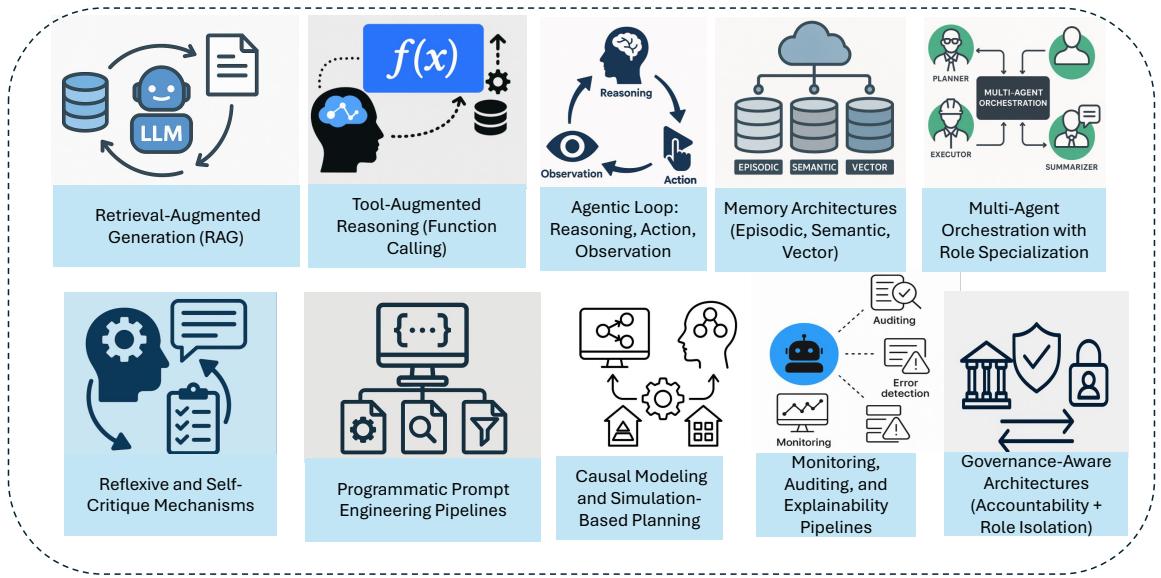 LLM
Retrieval-Augmented
Generation (RAG)
f(x)
Tool-Augmented
Reasoning (Function
Calling)
Reasoning
Observation
Action
Agentic Loop:
Reasoning, Action,
Observation
EPISODIC
SEMANTIC
VECTOR
Memory Architectures
(Episodic, Semantic,
Vector)
PLANNER
MULTI-AGENT
ORCHESTRATION
EXECUTOR
SUMMARIZER
Multi-Agent
Orchestration with
Role Specialization
Reflexive and Self-
Critique Mechanisms
{...}
Programmatic Prompt
Engineering Pipelines
Causal Modeling
and Simulation-
Based Planning
Auditing
Error
detection
Monitoring
Monitoring,
Auditing, and
Explainability
Pipelines
Governance-Aware
Architectures
(Accountability +
Role Isolation)